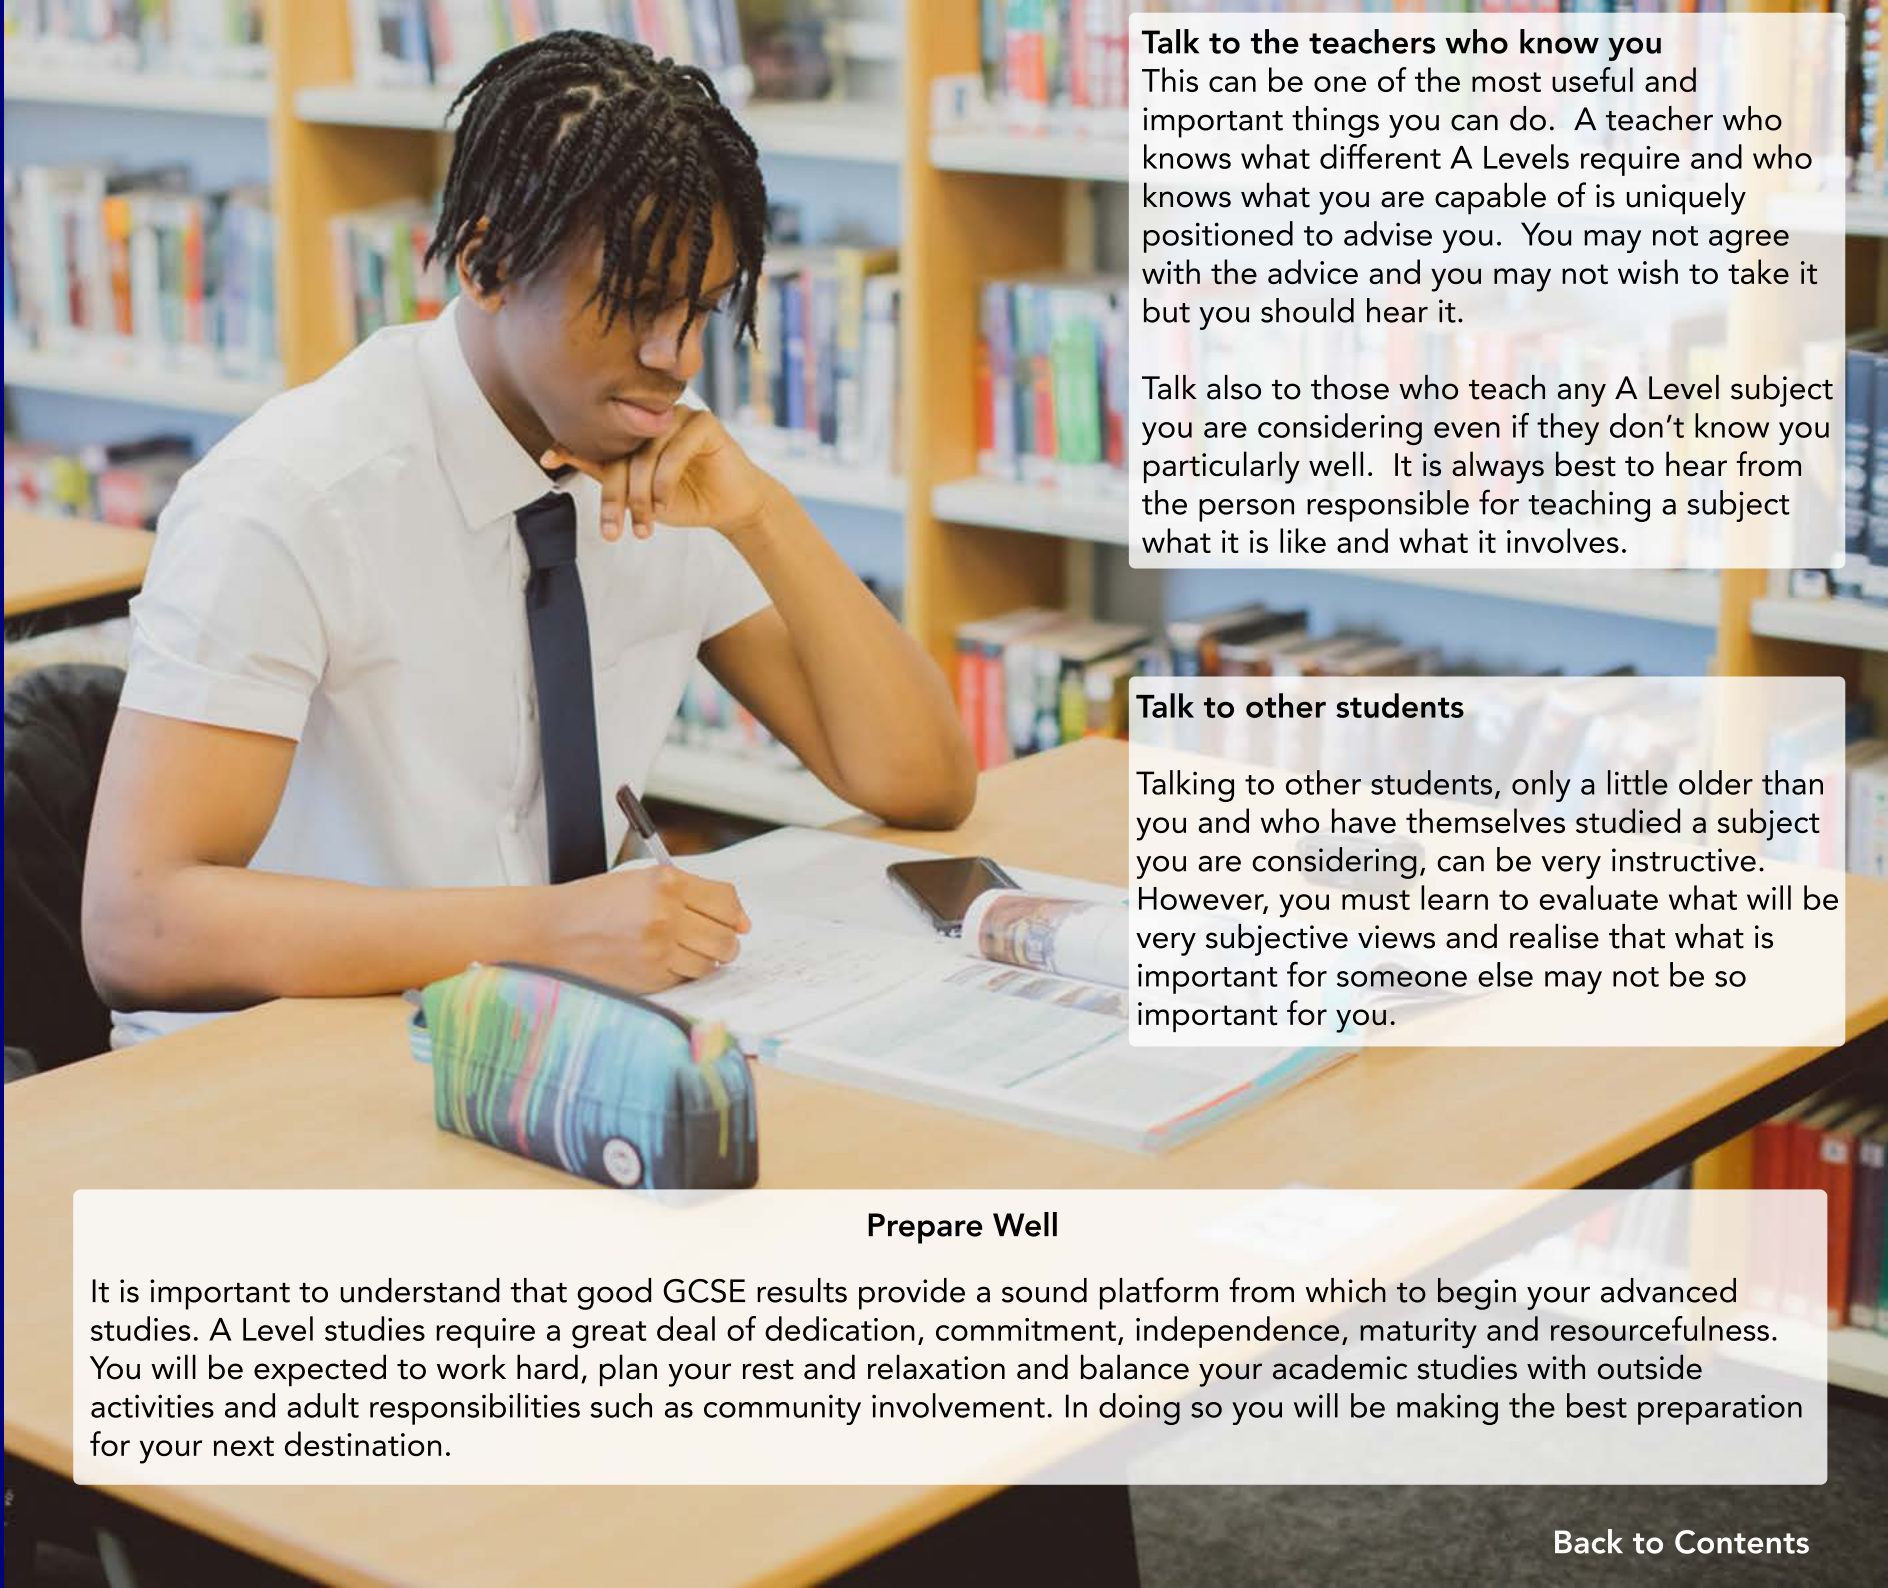 Talk to the teachers who know you
This can be one of the most useful and
important things you can do.  A teacher who
knows what different A Levels require and who
knows what you are capable of is uniquely
positioned to advise you.  You may not agree
with the advice and you may not wish to take it
but you should hear it.
Talk also to those who teach any A Level subject
you are considering even if they don’t know you
particularly well.  It is always best to hear from
the person responsible for teaching a subject
what it is like and what it involves.
Talk to other students
Talking to other students, only a little older than
you and who have themselves studied a subject
you are considering, can be very instructive.
However, you must learn to evaluate what will be
very subjective views and realise that what is
important for someone else may not be so
important for you.
Prepare Well
It is important to understand that good GCSE results provide a sound platform from which to begin your advanced
studies. A Level studies require a great deal of dedication, commitment, independence, maturity and resourcefulness.
You will be expected to work hard, plan your rest and relaxation and balance your academic studies with outside
activities and adult responsibilities such as community involvement. In doing so you will be making the best preparation
for your next destination.
Back to Contents